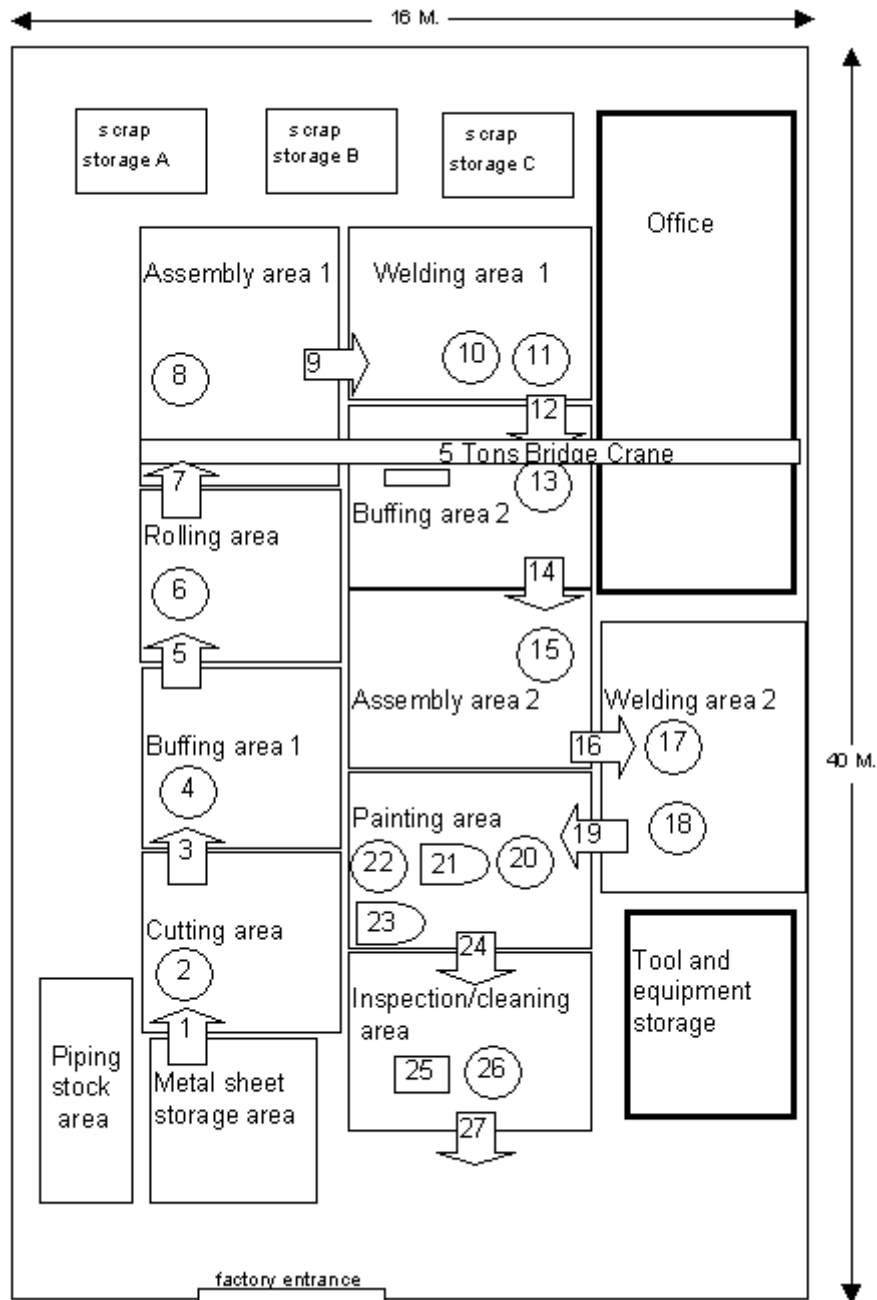 16 M.
scrap
storage A
scrap
storage B
scrap
storage C
Office
Assembly area 1
Welding area 1
8
9
10
11
12
5 Tons Bridge Crane
7
13
Buffing area 2
Rolling area
6
14
5
15
Assembly area 2
Welding area 2
Buffing area 1
16
17
40 M.
4
3
Painting area
19
18
22
21
20
23
Cutting area
2
24
Tool and
equipment
storage
1
Inspection/cleaning
area
Piping
stock
area
Metal sheet
storage area
25
26
27
factory entrance